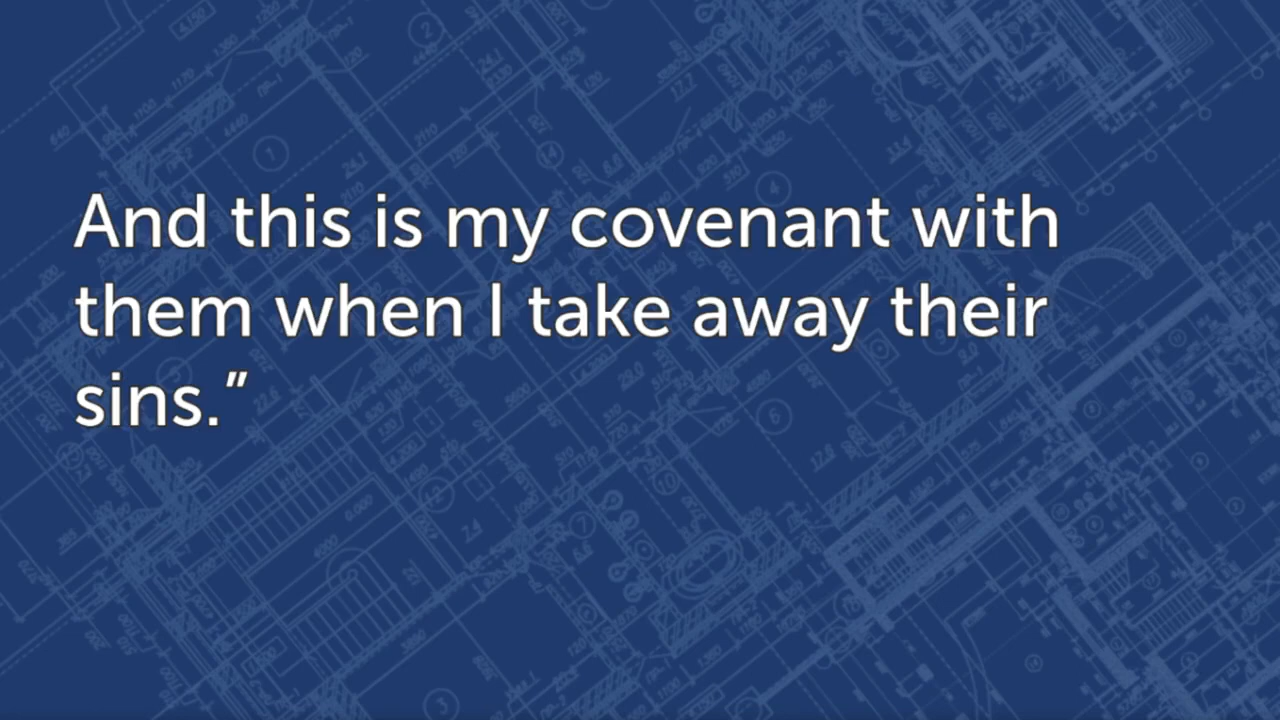 And this is my covenant with
them when I take away their
sins.”